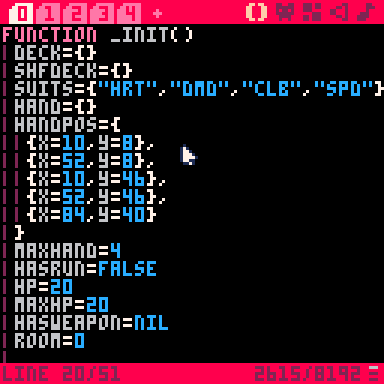 0 1 2 3 4 +
FUNCTION _INIT()
DECK={}
SHFDECK={}
SUITS={"HRT","DMD","CLB","SPD"}
HAND={}
HANDPOS={
{X=10,Y=8},
{X=52,Y=8},
{X=10,Y=46},
{X=52,Y=46},
{X=84,Y=40}
}
MAXHAND=4
HASRUN=FALSE
HP=20
MAXHP=20
HASWEAPON=NIL
ROOM=0
LINE 20/51 2615/8192